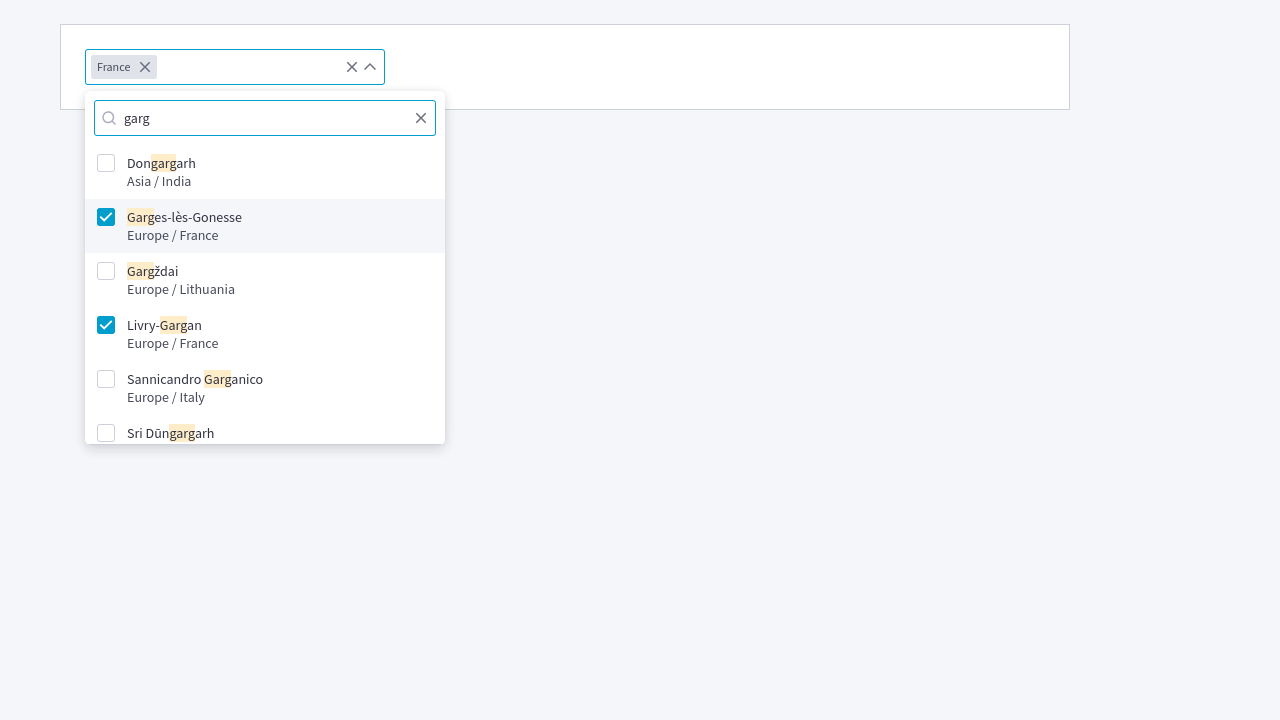 France
garg
Dongargarh
Asia / India
Garges-lès-Gonesse
Europe / France
Gargždai
Europe / Lithuania
Livry-Gargan
Europe / France
Sannicandro Garganico
Europe / Italy
Sri Dūngargarh